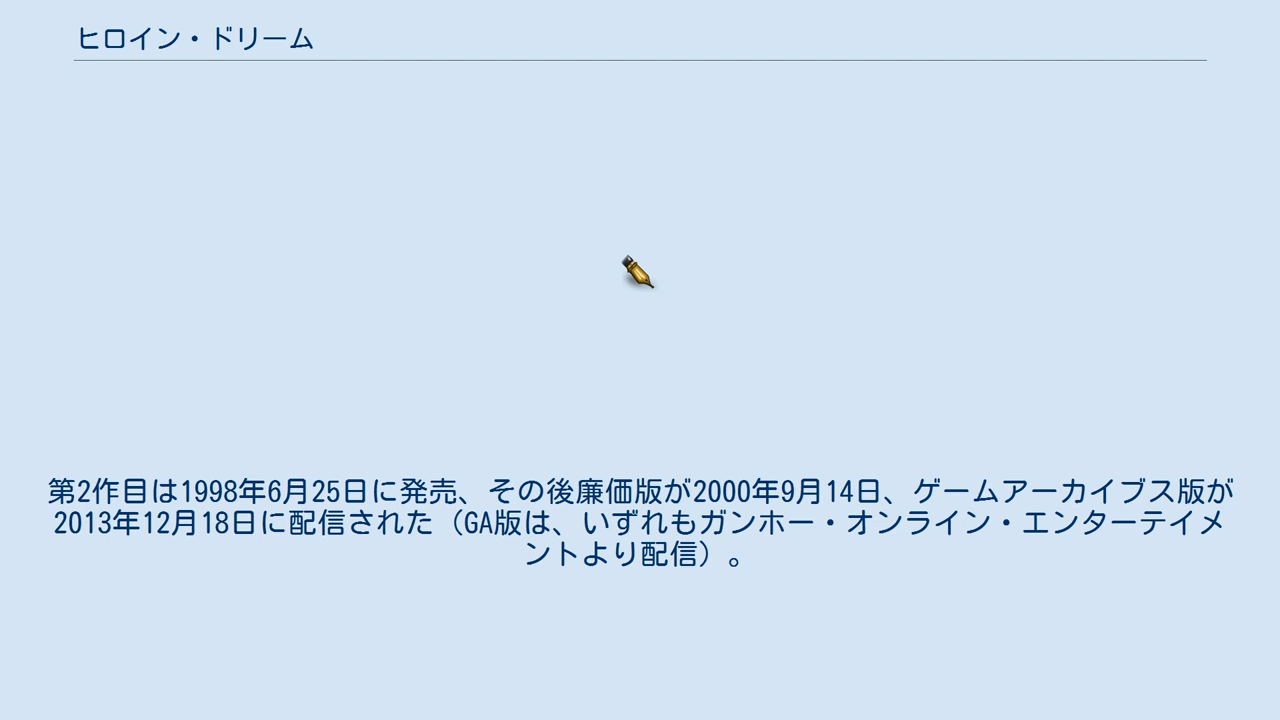 ヒロイン・ドリーム
第2作目は1998年6月25日に発売、その後廉価版が2000年9月14日、ゲームアーカイブス版が
2013年12月18日に配信された（GA版は、いずれもガンホー・オンライン・エンターテイメ
ントより配信）。